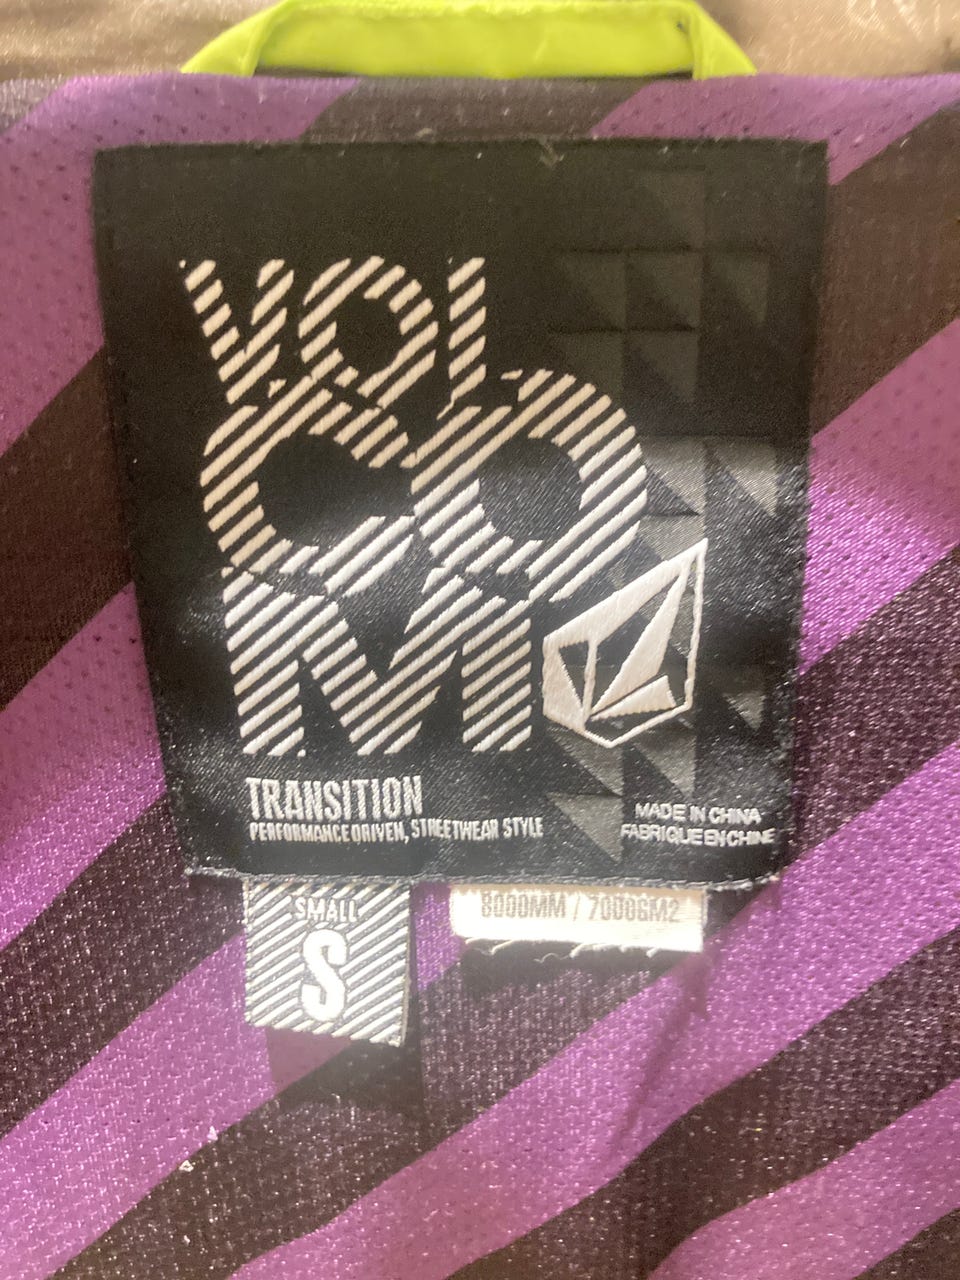 VOL
CO
M
TRANSITION
PERFORMANCE DRIVEN, STREETWEAR STYLE
MADE IN CHINA
FABRIQUE EN CHINE
SMALL
S
8000MM / 7000GM2